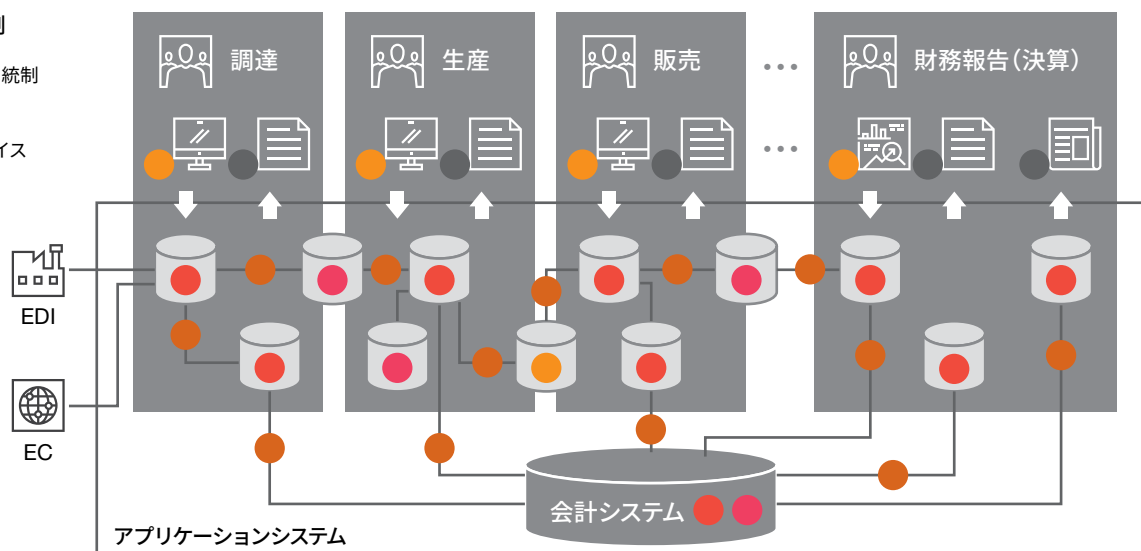 統制
イス
調達
生産
販売
…
財務報告(決算)
…
EDI
EC
会計システム
アプリケーションシステム